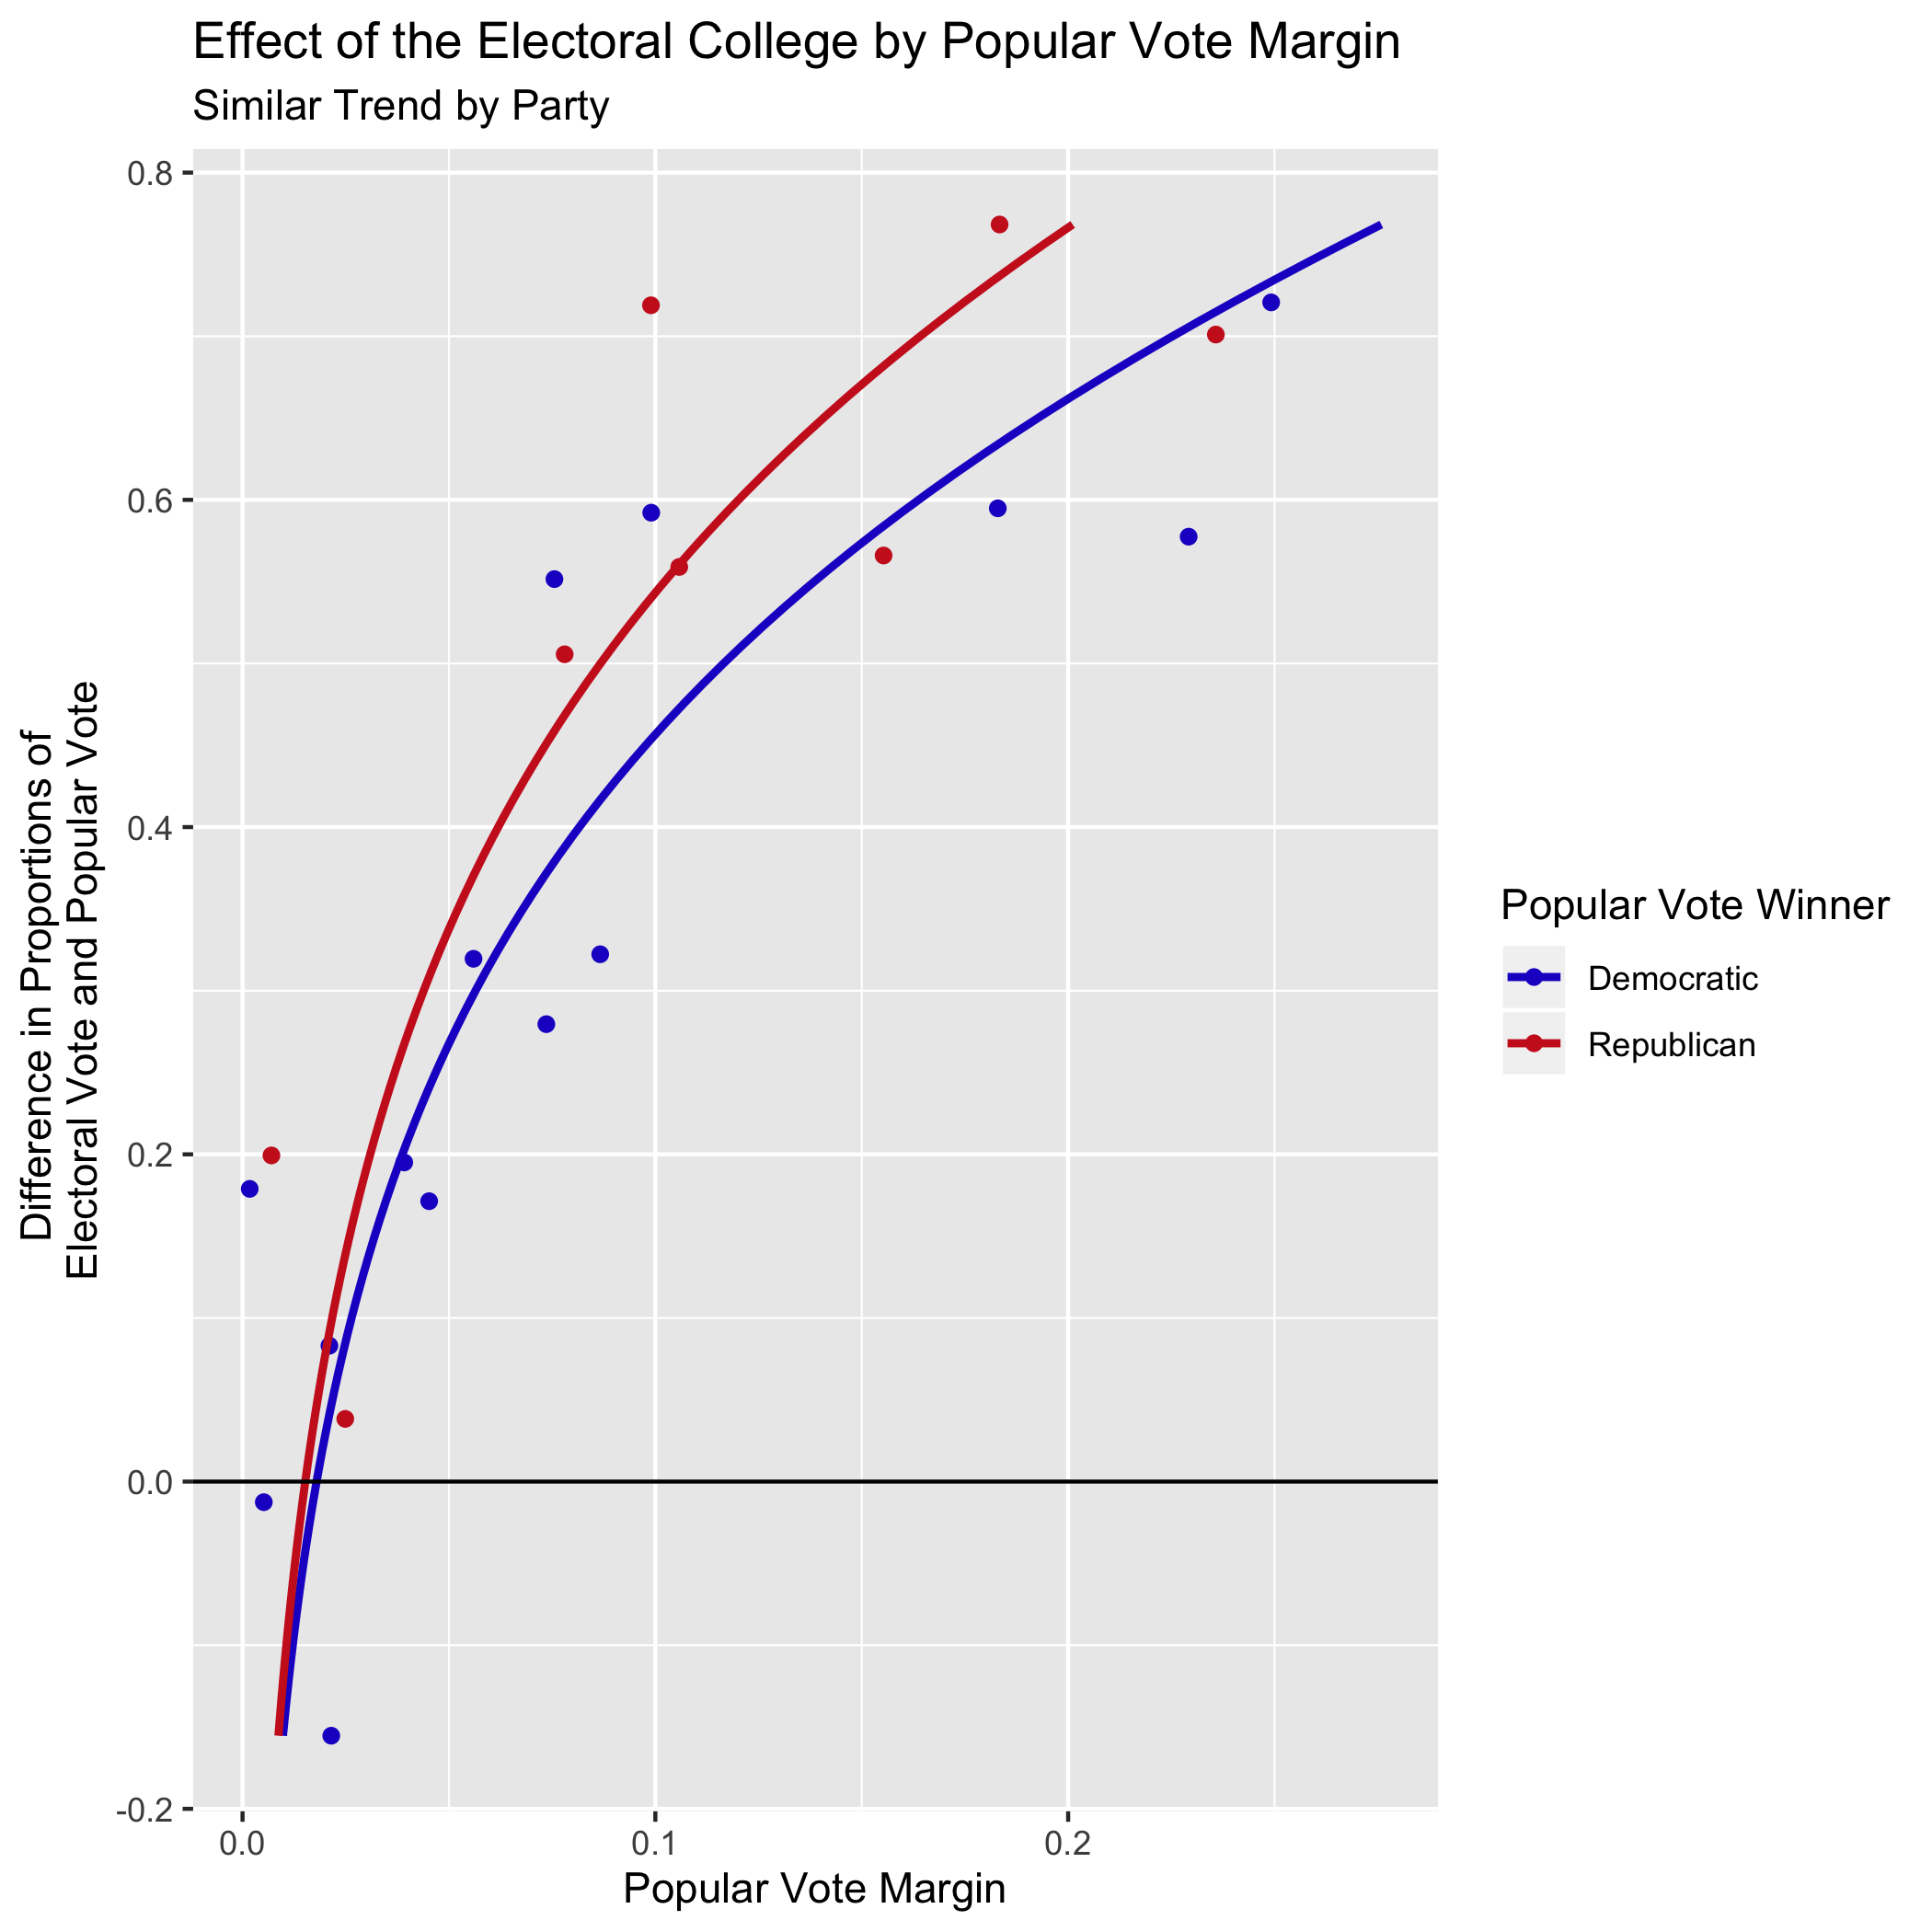 Effect of the Electoral College by Popular Vote Margin
Similar Trend by Party
Difference in Proportions of
Electoral Vote and Popular Vote
0.8
0.6
0.4
0.2
0.0
-0.2
0.0
0.1
0.2
Popular Vote Margin
Popular Vote Winner
Democratic
Republican